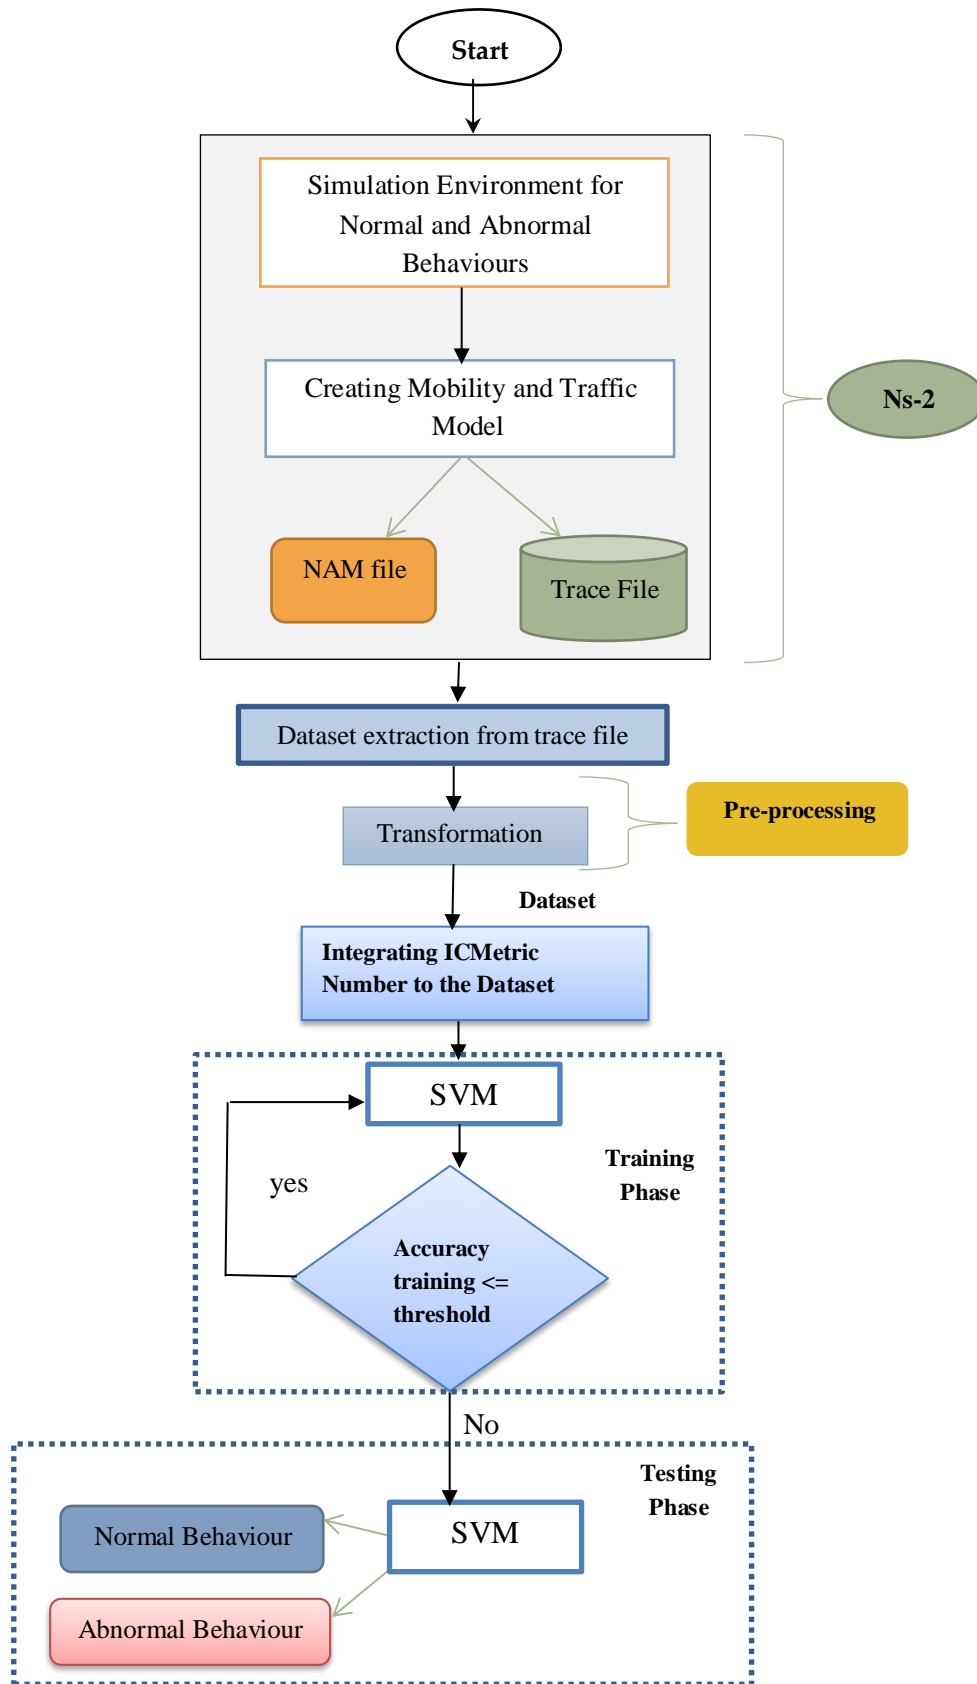 Start
Simulation Environment for
Normal and Abnormal
Behaviours
Creating Mobility and Traffic
Model
Ns-2
NAM file
Trace File
Dataset extraction from trace file
Pre-processing
Transformation
Dataset
Integrating ICMetric
Number to the Dataset
SVM
Training
Phase
yes
Accuracy
training <=
threshold
No
Testing
Phase
SVM
Normal Behaviour
Abnormal Behaviour